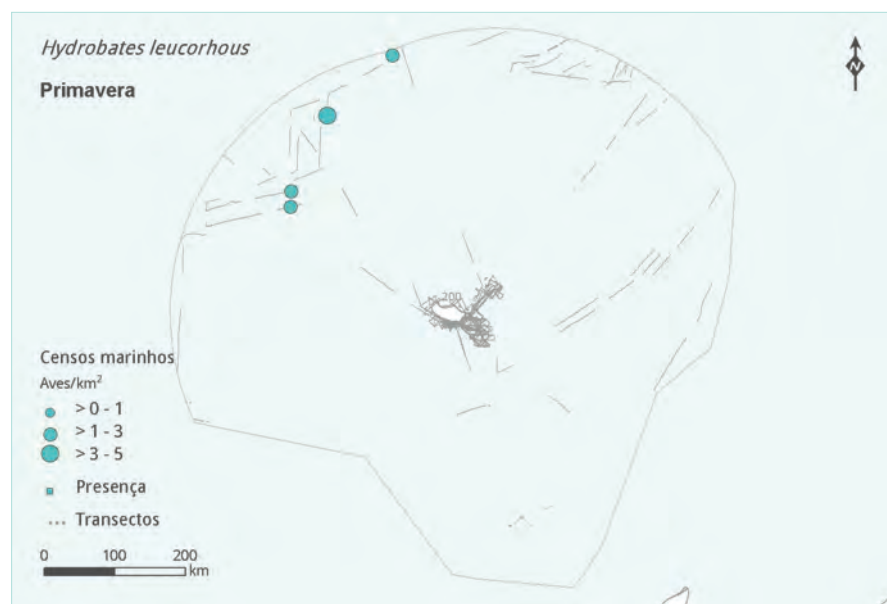 Hydrobates leucorhous
Primavera
N
200
Censos marinhos
Aves/km²
> 0 - 1
> 1 - 3
> 3 - 5
Presença
Transectos
0 100 200
km